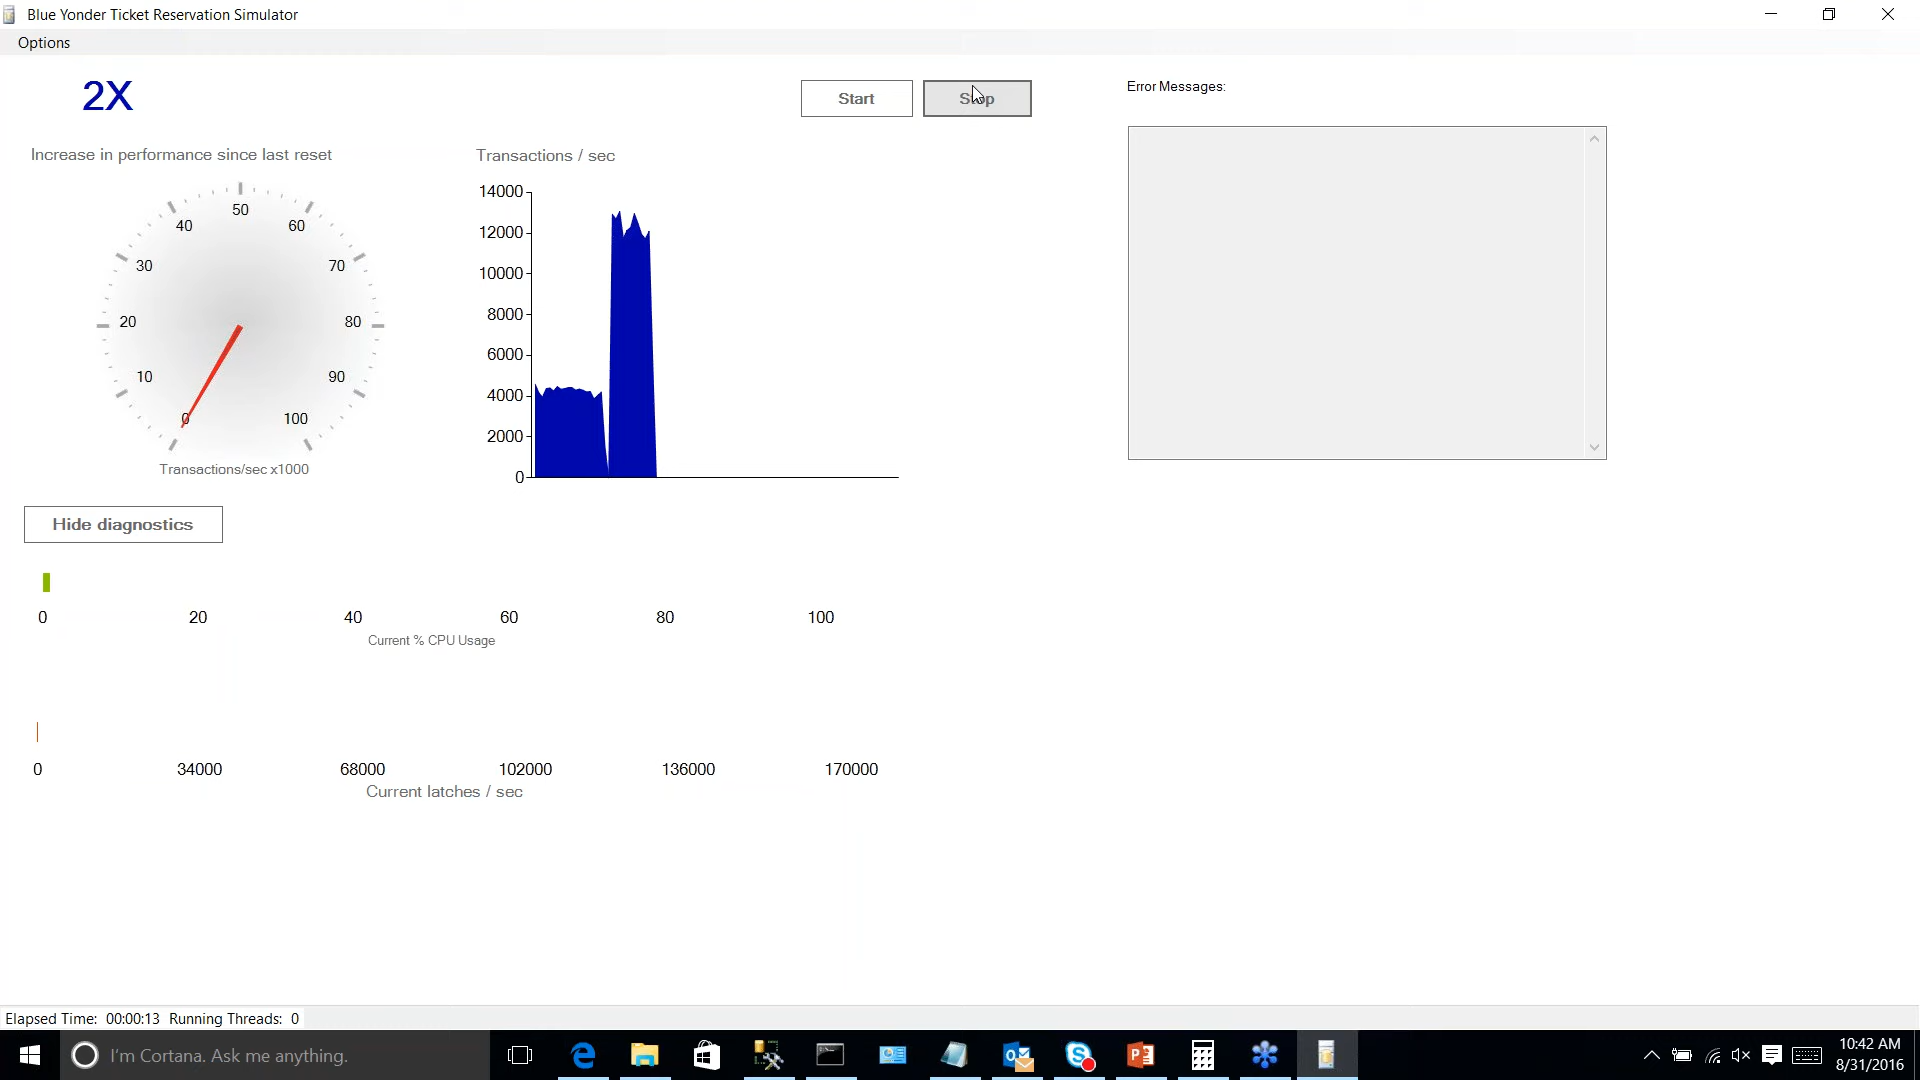 Blue Yonder Ticket Reservation Simulator
Options
2X
Start
Stop
Error Messages:
Increase in performance since last reset
0
10
20
30
40
50
60
70
80
90
100
Transactions/sec x1000
Transactions / sec
14000
12000
10000
8000
6000
4000
2000
0
Hide diagnostics
0 20 40 60 80 100
Current % CPU Usage
0 34000 68000 102000 136000 170000
Current latches / sec
Elapsed Time: 00:00:13 Running Threads: 0
I'm Cortana. Ask me anything.
10:42 AM
8/31/2016